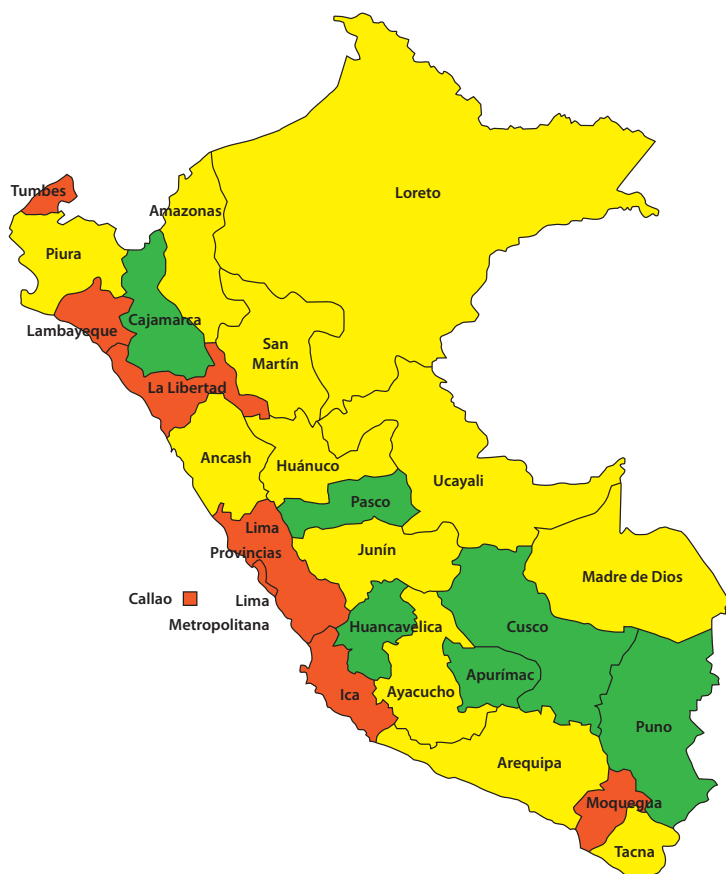 Loreto
Tumbes
Amazonas
Piura
Cajamarca
Lambayeque
San
Martín
La Libertad
Ancash
Huánuco
Ucayali
Pasco
Lima
Provincias
Junín
Madre de Dios
Callao
Lima
Metropolitana
Huancavelica
Cusco
Apurímac
Ica
Ayacucho
Puno
Arequipa
Moquegua
Tacna